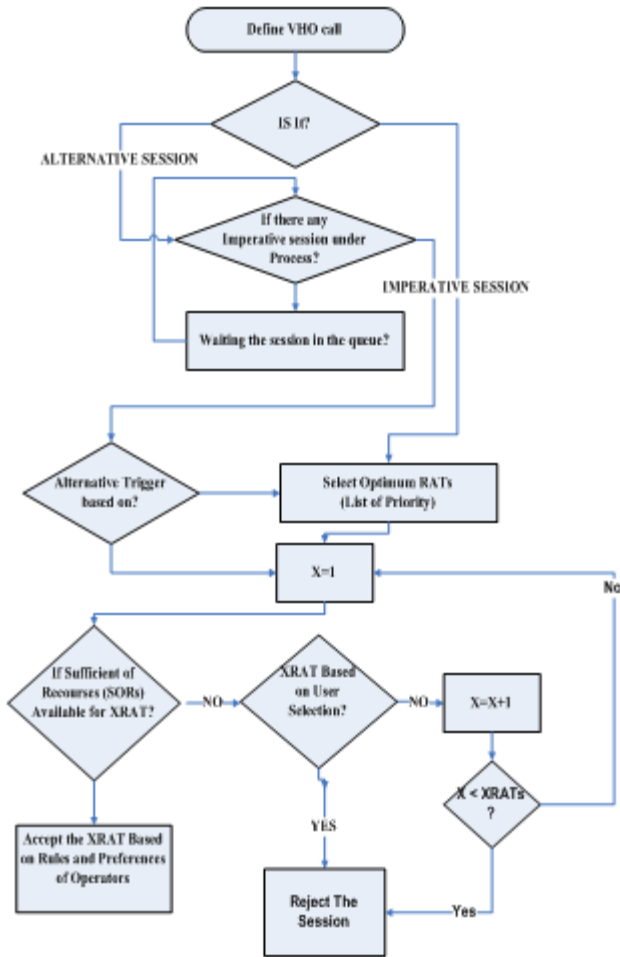 Define VHO call
IS It?
ALTERNATIVE SESSION
If there any
Imperative session under
Process?
IMPERATIVE SESSION
Waiting the session in the queue?
Alternative Trigger
based on?
Select Optimum RATs
(List of Priority)
X=1
No
If Sufficient of
Recourses (SORs)
Available for XRAT?
NO
XRAT Based
on User
Selection?
NO
X=X+1
X < XRATs
?
YES
Accept the XRAT Based
on Rules and Preferences
of Operators
Reject The
Session
Yes